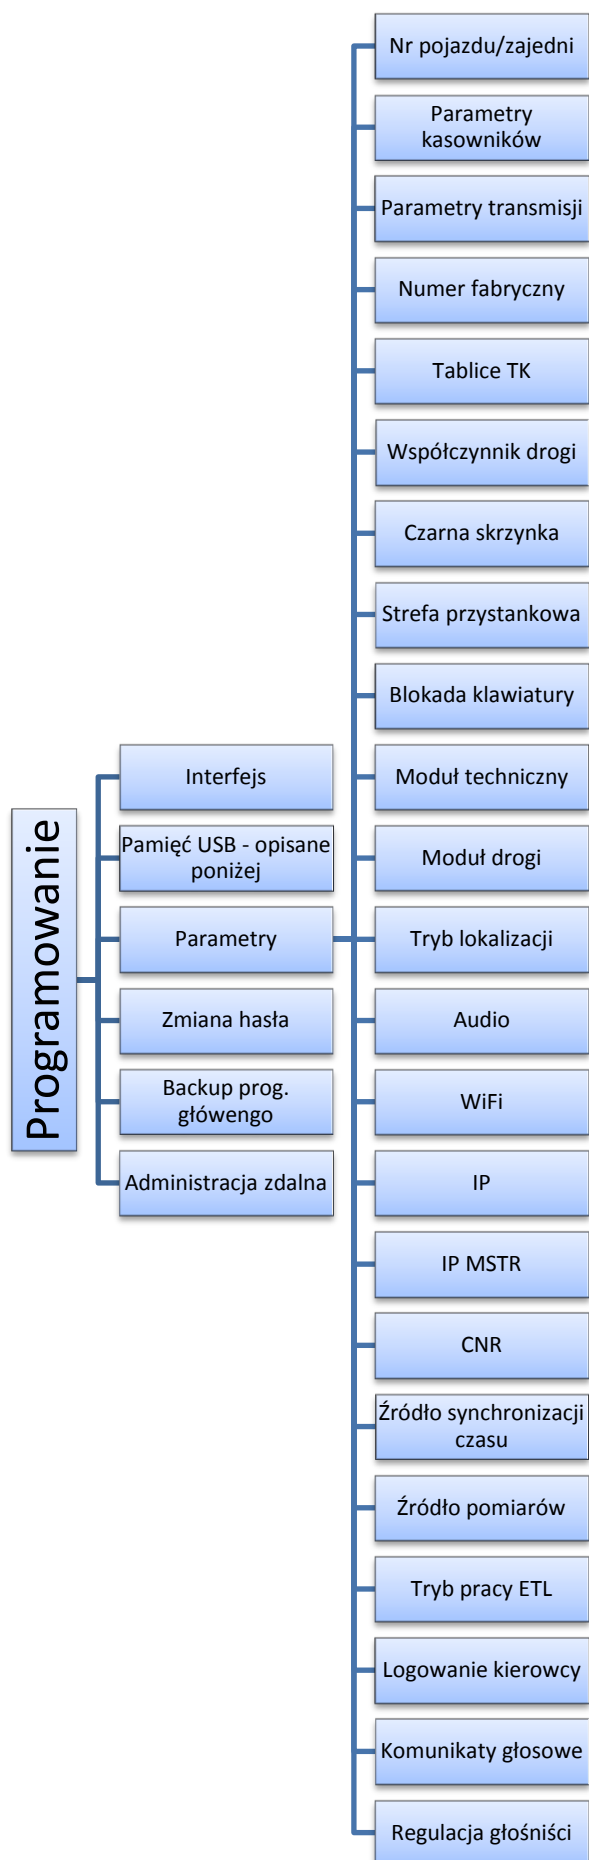 Programowanie
Interfejs
Pamięć USB - opisane
poniżej
Parametry
Zmiana hasła
Backup prog.
głównego
Administracja zdalna
Nr pojazdu/zajedni
Parametry
kasowników
Parametry transmisji
Numer fabryczny
Tablice TK
Współczynnik drogi
Czarna skrzynka
Strefa przystankowa
Blokada klawiatury
Moduł techniczny
Moduł drogi
Tryb lokalizacji
Audio
WiFi
IP
IP MSTR
CNR
Źródło synchronizacji
czasu
Źródło pomiarów
Tryb pracy ETL
Logowanie kierowcy
Komunikaty głosowe
Regulacja głośniści